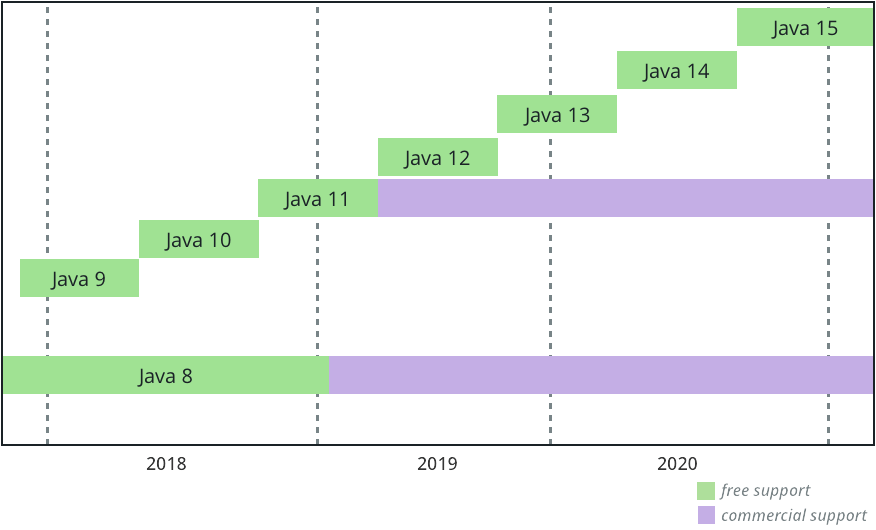 Java 15
Java 14
Java 13
Java 12
Java 11
Java 10
Java 9
Java 8
2018
2019
2020
free support
commercial support